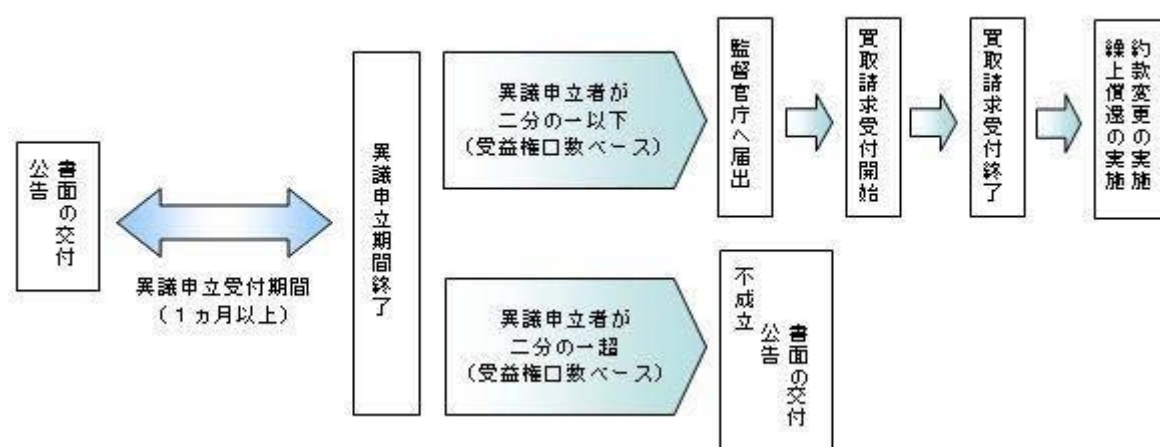 書面の交付
公告
異議申立受付期間
(1ヵ月以上)
異議申立期間終了
異議申立者が
二分の一以下
(受益権口数ベース)
監督官庁へ届出
買取請求受付開始
買取請求受付終了
約款変更の実施
繰上償還の実施
異議申立者が
二分の一超
(受益権口数ベース)
不成立
書面の交付
公告